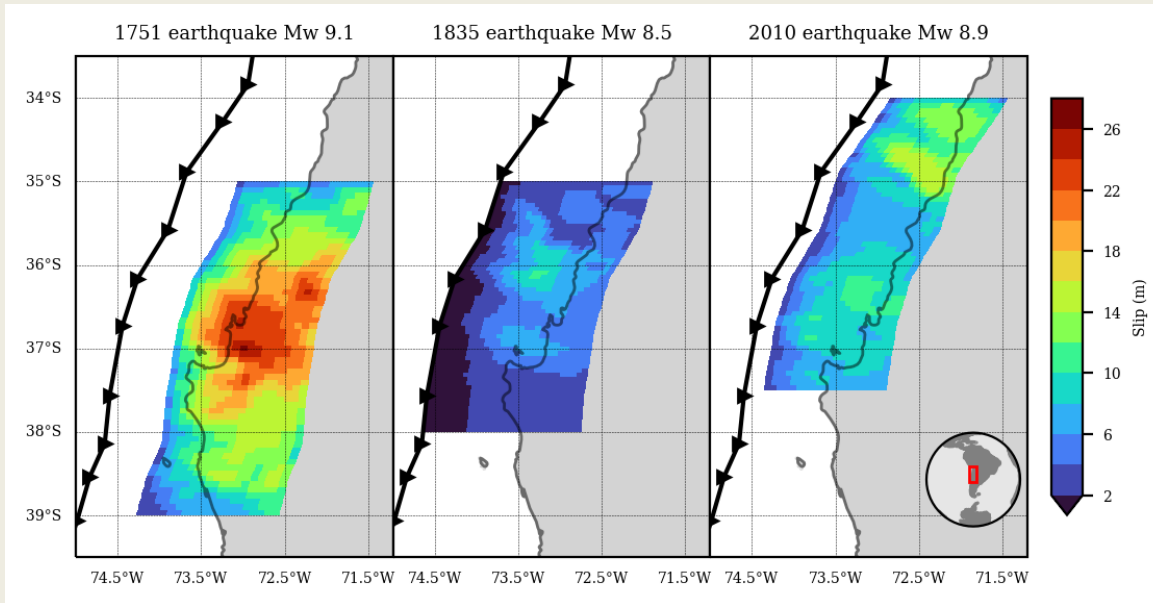 1751 earthquake Mw 9.1
1835 earthquake Mw 8.5
2010 earthquake Mw 8.9
34°S
35°S
36°S
37°S
38°S
39°S
74.5°W 73.5°W 72.5°W 71.5°W
74.5°W 73.5°W 72.5°W 71.5°W
74.5°W 73.5°W 72.5°W 71.5°W
26
22
18
14
10
6
2
Slip (m)